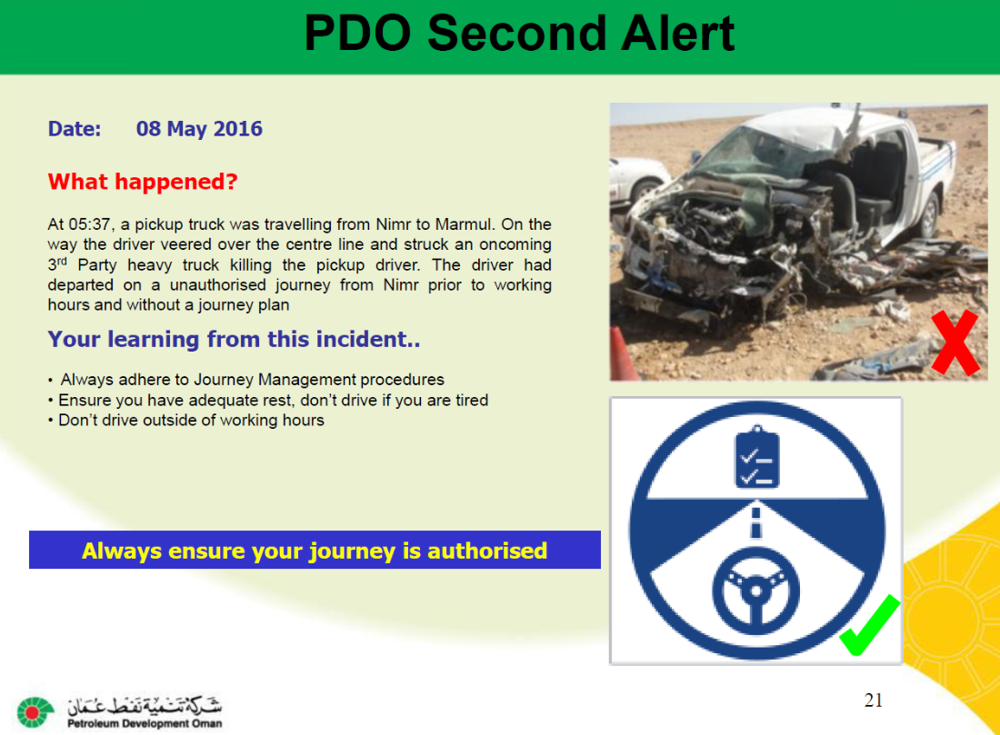 PDO Second Alert
Date: 08 May 2016
What happened?
At 05:37, a pickup truck was travelling from Nimr to Marmul. On the
way the driver veered over the centre line and struck an oncoming
3rd Party heavy truck killing the pickup driver. The driver had
departed on a unauthorised journey from Nimr prior to working
hours and without a journey plan
Your learning from this incident..
• Always adhere to Journey Management procedures
• Ensure you have adequate rest, don’t drive if you are tired
• Don’t drive outside of working hours
Always ensure your journey is authorised
شركة تنمية نفط عُمان
Petroleum Development Oman
21